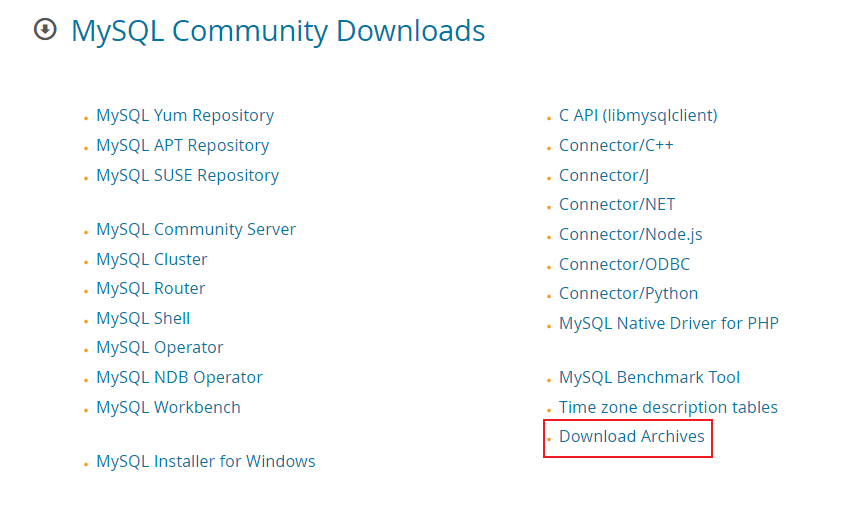 MySQL Community Downloads
MySQL Yum Repository
MySQL APT Repository
MySQL SUSE Repository
MySQL Community Server
MySQL Cluster
MySQL Router
MySQL Shell
MySQL Operator
MySQL NDB Operator
MySQL Workbench
MySQL Installer for Windows
C API (libmysqlclient)
Connector/C++
Connector/J
Connector/NET
Connector/Node.js
Connector/ODBC
Connector/Python
MySQL Native Driver for PHP
MySQL Benchmark Tool
Time zone description tables
Download Archives